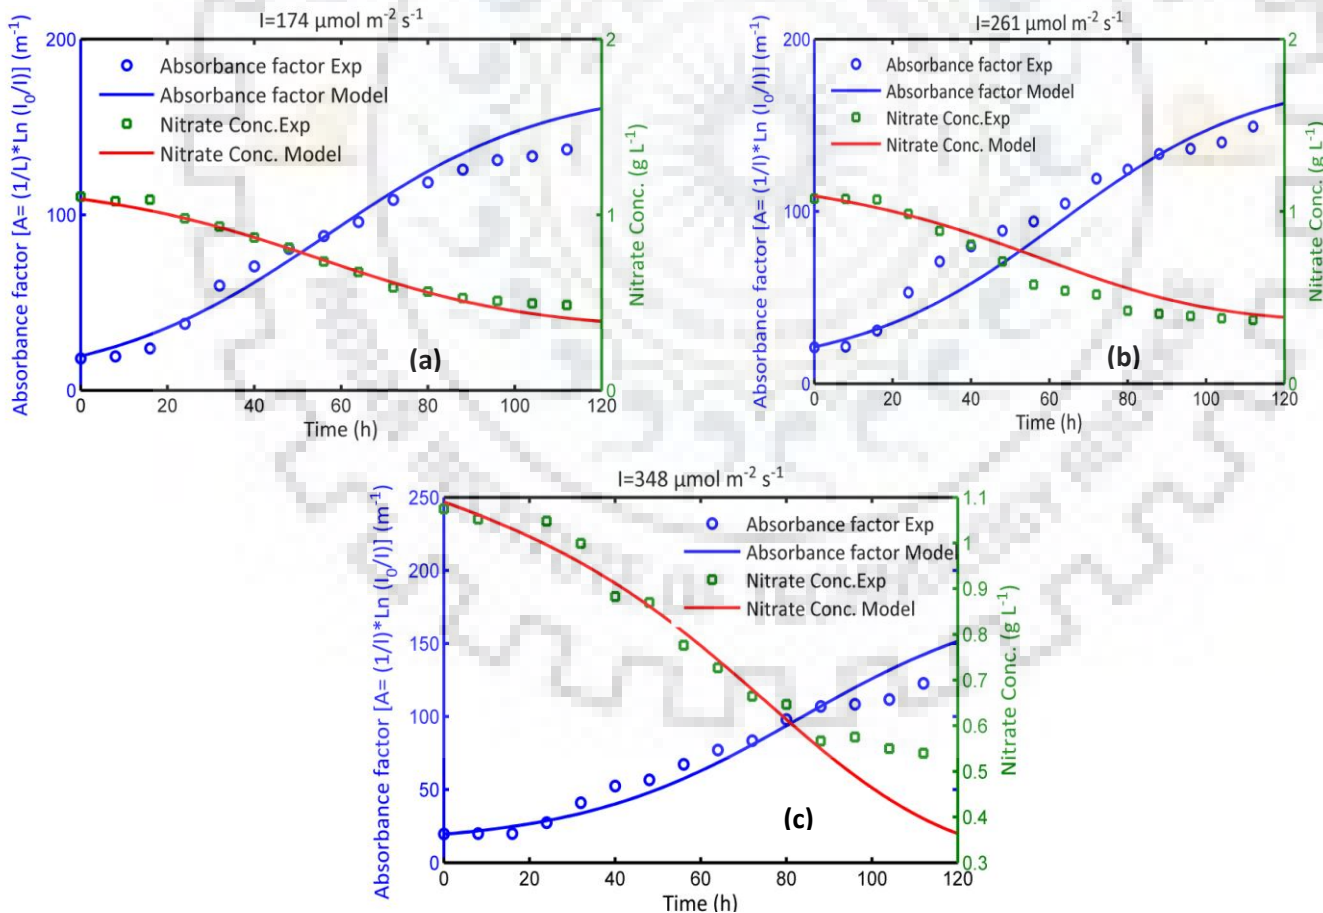 I=174 µmol m⁻² s⁻¹
Absorbance factor [A= (1/L)*Ln (I₀/I)] (m⁻¹)
200
100
0
Absorbance factor Exp
Absorbance factor Model
Nitrate Conc.Exp
Nitrate Conc. Model
(a)
2
1
0
Nitrate Conc. (g L⁻¹)
0 20 40 60 80 100 120
Time (h)
I=261 µmol m⁻² s⁻¹
Absorbance factor [A= (1/l)*Ln (I₀/I)] (m⁻¹)
200
100
0
Absorbance factor Exp
Absorbance factor Model
Nitrate Conc.Exp
Nitrate Conc. Model
(b)
2
1
0
Nitrate Conc. (g L⁻¹)
0 20 40 60 80 100 120
Time (h)
I=348 µmol m⁻² s⁻¹
Absorbance factor [A= (1/l)*Ln (I₀/I)] (m⁻¹)
250
200
150
100
50
0
Absorbance factor Exp
Absorbance factor Model
Nitrate Conc.Exp
Nitrate Conc. Model
(c)
1.1
1
0.9
0.8
0.7
0.6
0.5
0.4
0.3
Nitrate Conc. (g L⁻¹)
0 20 40 60 80 100 120
Time (h)